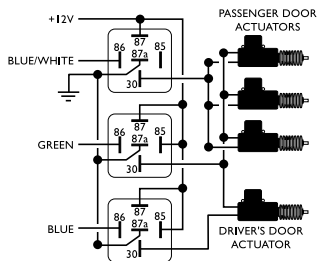 +12V
PASSENGER DOOR
ACTUATORS
87
86
87a
85
BLUE/WHITE
30
87
86
87a
85
GREEN
30
87
86
87a
85
BLUE
30
DRIVER'S DOOR
ACTUATOR